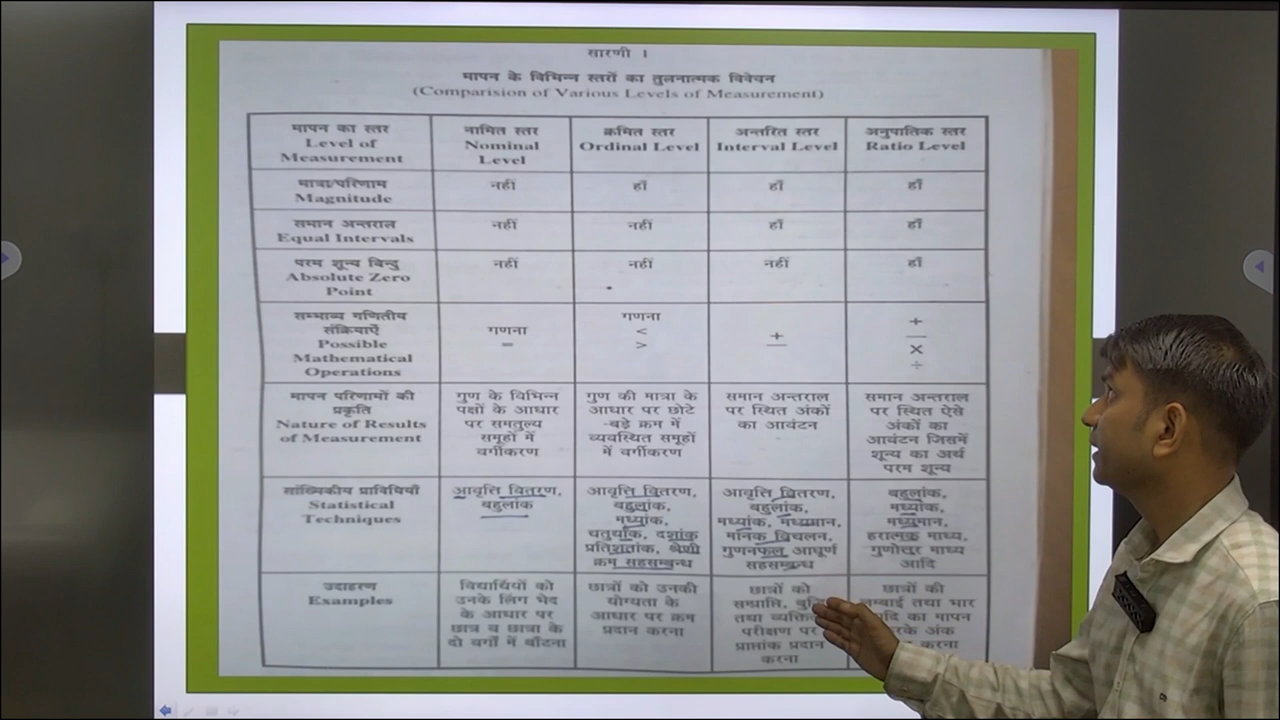 सारणी 1
मापन के विभिन्न स्तरों का तुलनात्मक विवेचन
(Comparision of Various Levels of Measurement)
मापन का स्तर
Level of
Measurement
नामित स्तर
Nominal
Level
क्रमित स्तर
Ordinal Level
अन्तरित स्तर
Interval Level
अनुपातिक स्तर
Ratio Level
मात्रा/परिणाम
Magnitude
नहीं
हाँ
हाँ
हाँ
समान अन्तराल
Equal Intervals
नहीं
नहीं
हाँ
हाँ
परम शून्य बिन्दु
Absolute Zero
Point
नहीं
नहीं
नहीं
हाँ
सम्भाव्य गणितीय
संक्रियाएँ
Possible
Mathematical
Operations
गणना
=
गणना
<
>
+
—
+
—
×
÷
मापन परिणामों की
प्रकृति
Nature of Results
of Measurement
गुण के विभिन्न
पक्षों के आधार
पर समतुल्य
समूहों में
वर्गीकरण
गुण की मात्रा के
आधार पर छोटे
-बड़े क्रम में
व्यवस्थित समूहों
में वर्गीकरण
समान अन्तराल
पर स्थित अंकों
का आवंटन
समान अन्तराल
पर स्थित ऐसे
अंकों का
आवंटन जिसमें
शून्य का अर्थ
परम शून्य
सांख्यिकीय प्राविधियाँ
Statistical
Techniques
आवृत्ति वितरण,
बहुलांक
आवृत्ति वितरण,
बहुलांक,
मध्यांक,
चतुर्थांक, दशांक
प्रतिशतांक, श्रेणी
क्रम सहसम्बन्ध
आवृत्ति वितरण,
बहुलांक,
मध्यांक, मध्यमान,
मानक विचलन,
गुणनफल आघूर्ण
सहसम्बन्ध
बहुलांक,
मध्यांक,
मध्यमान,
हरात्मक माध्य,
गुणोत्तर माध्य
आदि
उदाहरण
Examples
विद्यार्थियों को
उनके लिंग भेद
के आधार पर
छात्र व छात्रा के
दो वर्गों में बाँटना
छात्रों को उनकी
योग्यता के
आधार पर क्रम
प्रदान करना
छात्रों को
सम्प्राप्ति,
तथा
परीक्षण पर
प्राप्तांक प्रदान
करना
छात्रों की
तथा भार
का मापन
अंक
करना